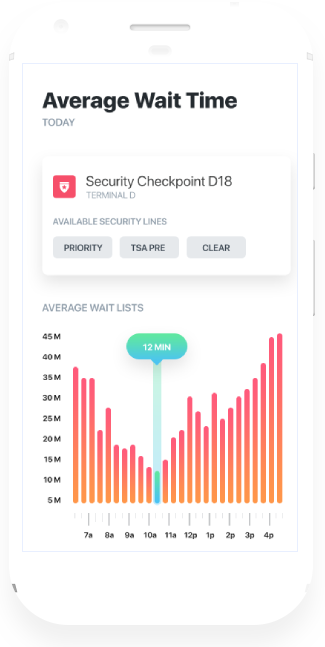 Average Wait Time
TODAY
Security Checkpoint D18
TERMINAL D
AVAILABLE SECURITY LINES
PRIORITY TSA PRE CLEAR
AVERAGE WAIT LISTS
45 M
12 MIN
40 M
35 M
30 M
25 M
20 M
15 M
10 M
5 M
7a 8a 9a 10a 11a 12p 1p 2p 3p 4p